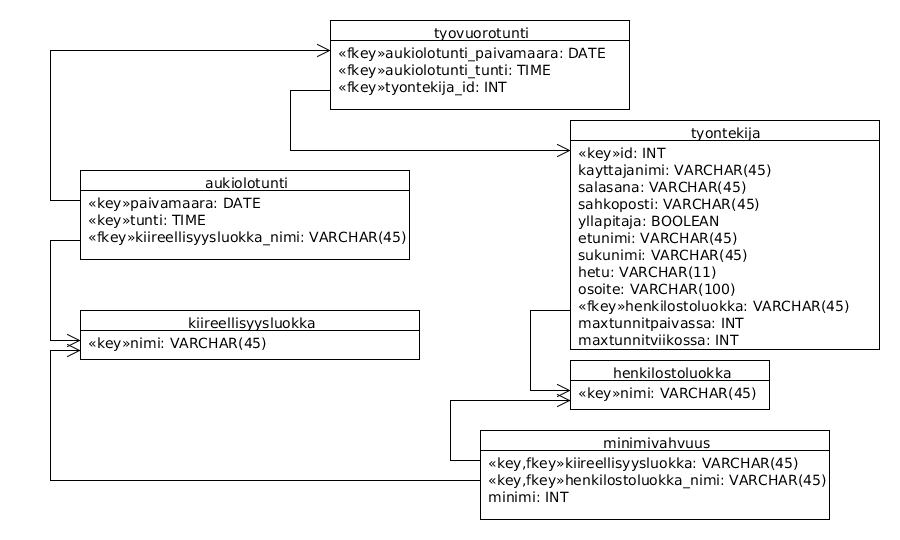 tyovuorotunti
«fkey»aukiolotunti_paivamaara: DATE
«fkey»aukiolotunti_tunti: TIME
«fkey»tyontekija_id: INT
tyontekija
«key»id: INT
kayttajanimi: VARCHAR(45)
salasana: VARCHAR(45)
sahkoposti: VARCHAR(45)
yllapitaja: BOOLEAN
etunimi: VARCHAR(45)
sukunimi: VARCHAR(45)
hetu: VARCHAR(11)
osoite: VARCHAR(100)
«fkey»henkilostoluokka: VARCHAR(45)
maxtunnitpaivassa: INT
maxtunnitviikossa: INT
aukiolotunti
«key»paivamaara: DATE
«key»tunti: TIME
«fkey»kiireellisyysluokka_nimi: VARCHAR(45)
kiireellisyysluokka
«key»nimi: VARCHAR(45)
henkilostoluokka
«key»nimi: VARCHAR(45)
minimivahvuus
«key,fkey»kiireellisyysluokka: VARCHAR(45)
«key,fkey»henkilostoluokka_nimi: VARCHAR(45)
minimi: INT